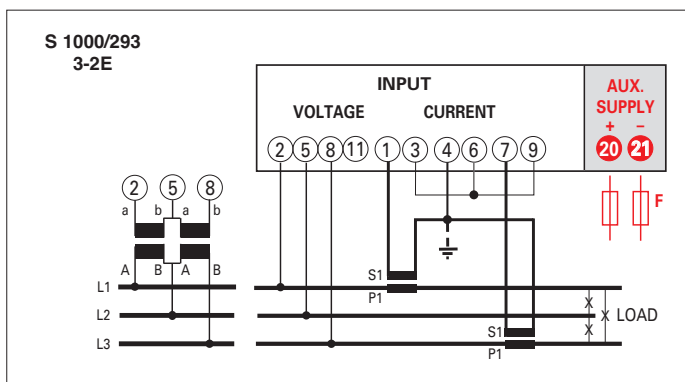 S 1000/293
3-2E
INPUT
VOLTAGE CURRENT
AUX.
SUPPLY
+ −
2 5 8 11 1 3 4 6 7 9 20 21
2 5 8
a b a b
F
A B A B
S1
P1
L1
L2
L3
X
X X
LOAD
S1
P1